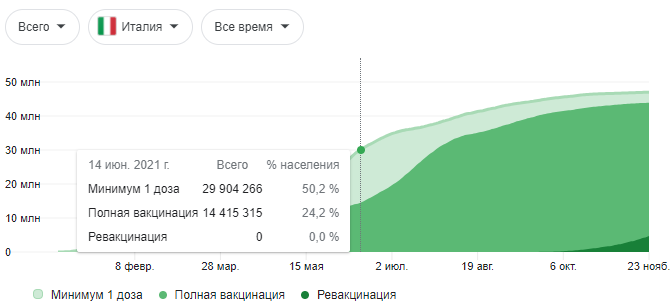 Всего Италия Все время
50 млн
40 млн
30 млн
20 млн
10 млн
0
14 июн. 2021 г. Всего % населения
Минимум 1 доза 29 904 266 50,2 %
Полная вакцинация 14 415 315 24,2 %
Ревакцинация 0 0,0 %
8 февр. 28 мар. 15 мая 2 июл. 19 авг. 6 окт. 23 нояб.
Минимум 1 доза Полная вакцинация Ревакцинация